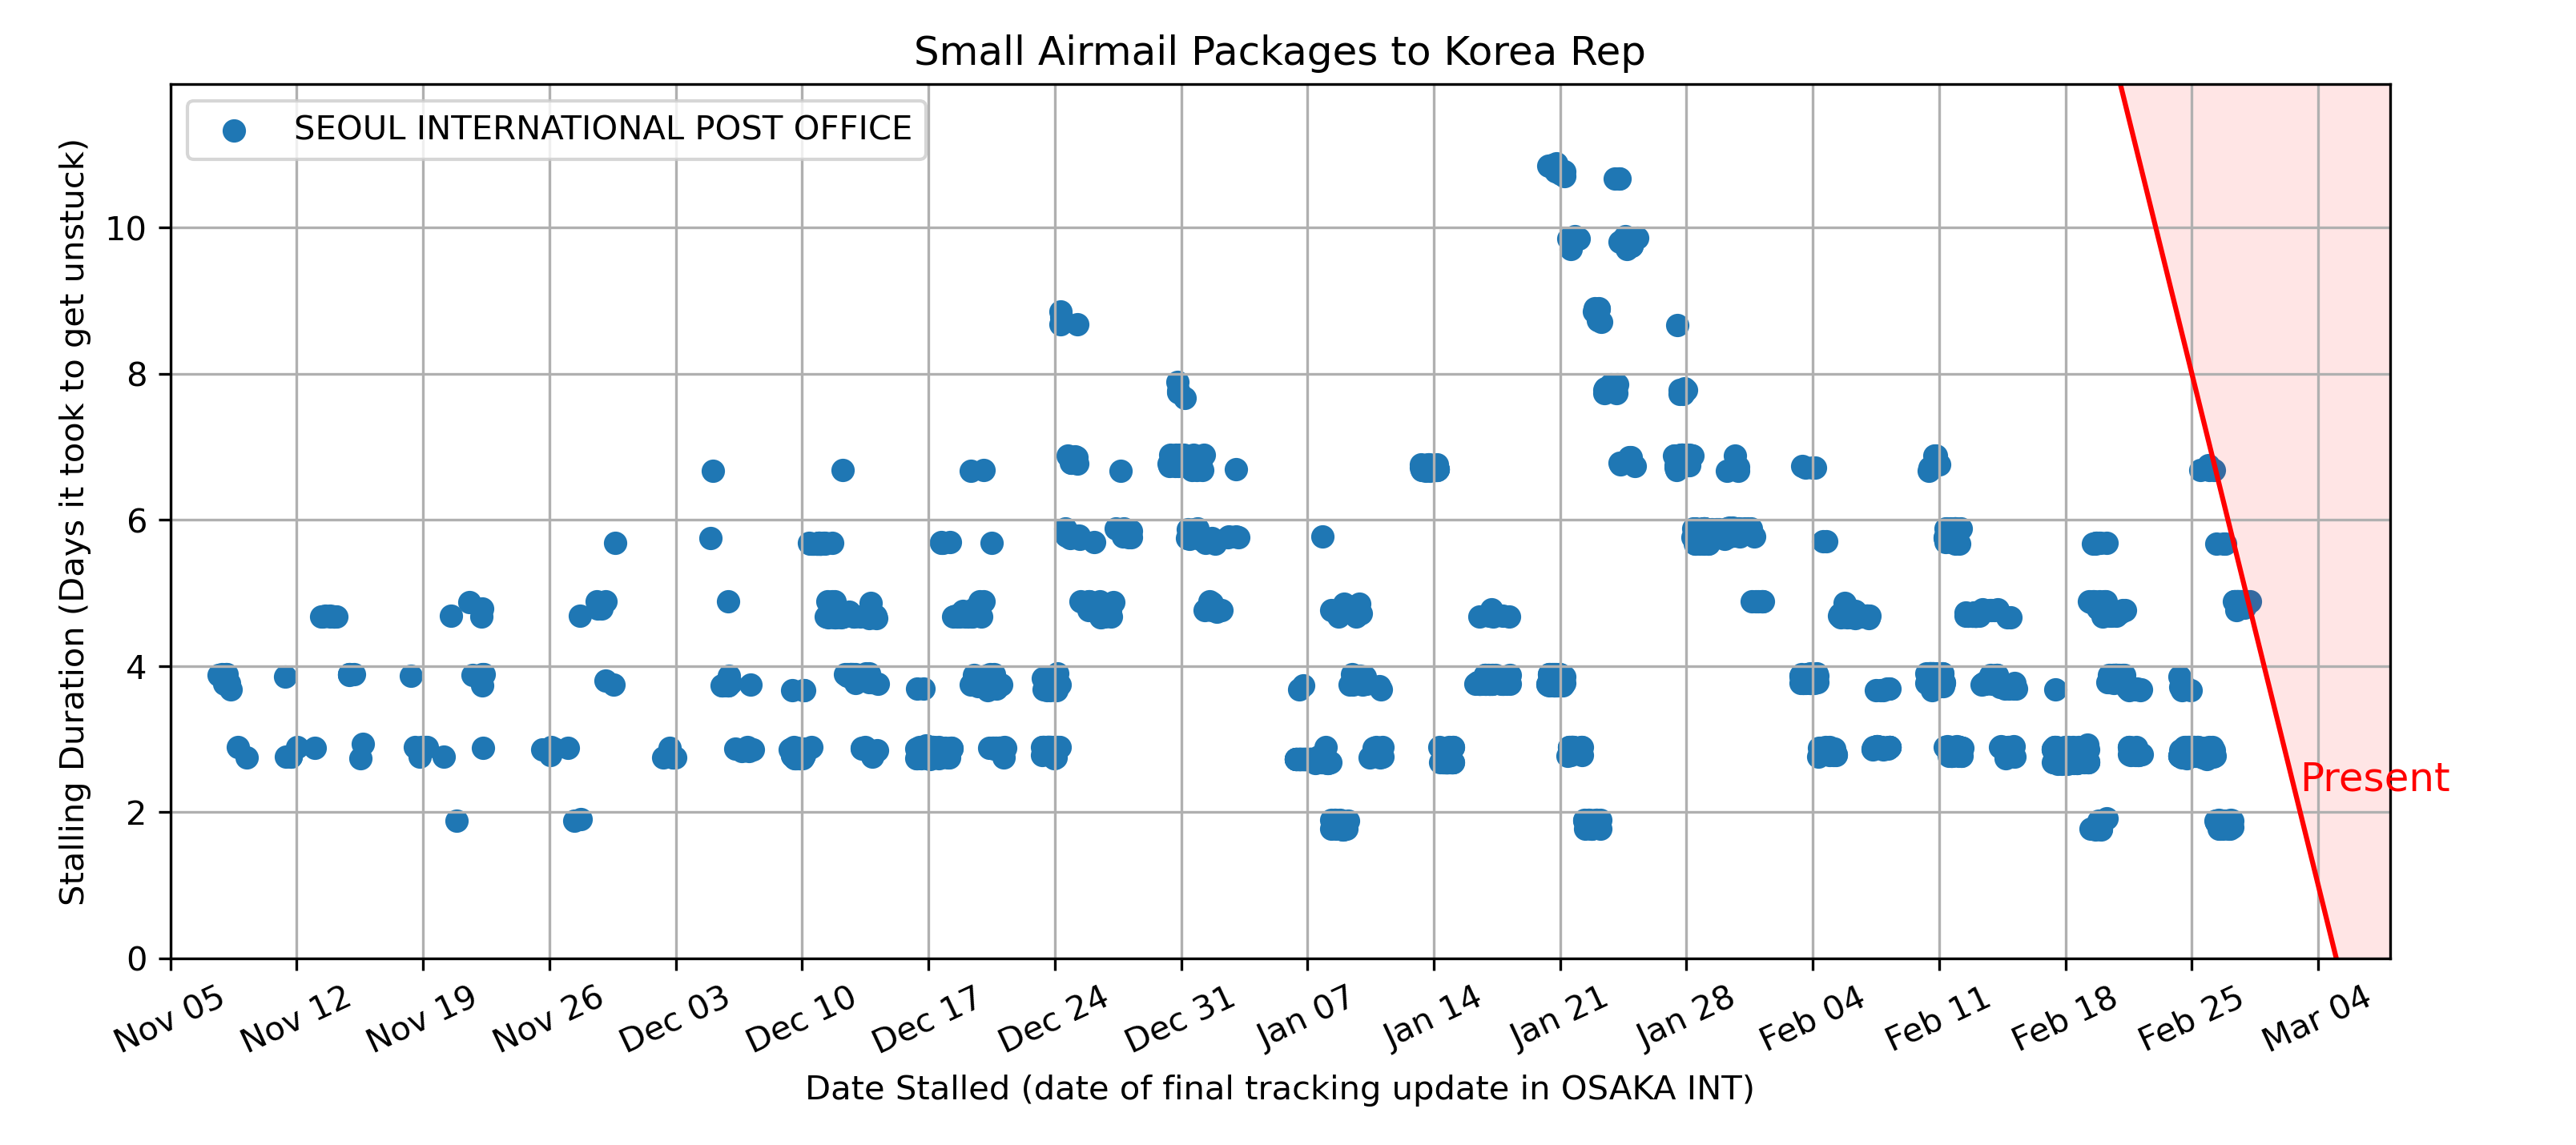 Small Airmail Packages to Korea Rep
SEOUL INTERNATIONAL POST OFFICE
Stalling Duration (Days it took to get unstuck)
10
8
6
4
2
0
Present
Nov 05 Nov 12 Nov 19 Nov 26 Dec 03 Dec 10 Dec 17 Dec 24 Dec 31 Jan 07 Jan 14 Jan 21 Jan 28 Feb 04 Feb 11 Feb 18 Feb 25 Mar 04
Date Stalled (date of final tracking update in OSAKA INT)